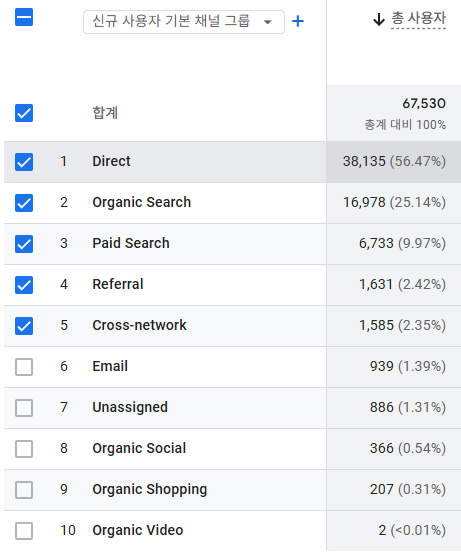 신규 사용자 기본 채널 그룹 ▼ +
↓ 총 사용자
합계
67,530
총계 대비 100%
1 Direct 38,135 (56.47%)
2 Organic Search 16,978 (25.14%)
3 Paid Search 6,733 (9.97%)
4 Referral 1,631 (2.42%)
5 Cross-network 1,585 (2.35%)
6 Email 939 (1.39%)
7 Unassigned 886 (1.31%)
8 Organic Social 366 (0.54%)
9 Organic Shopping 207 (0.31%)
10 Organic Video 2 (<0.01%)